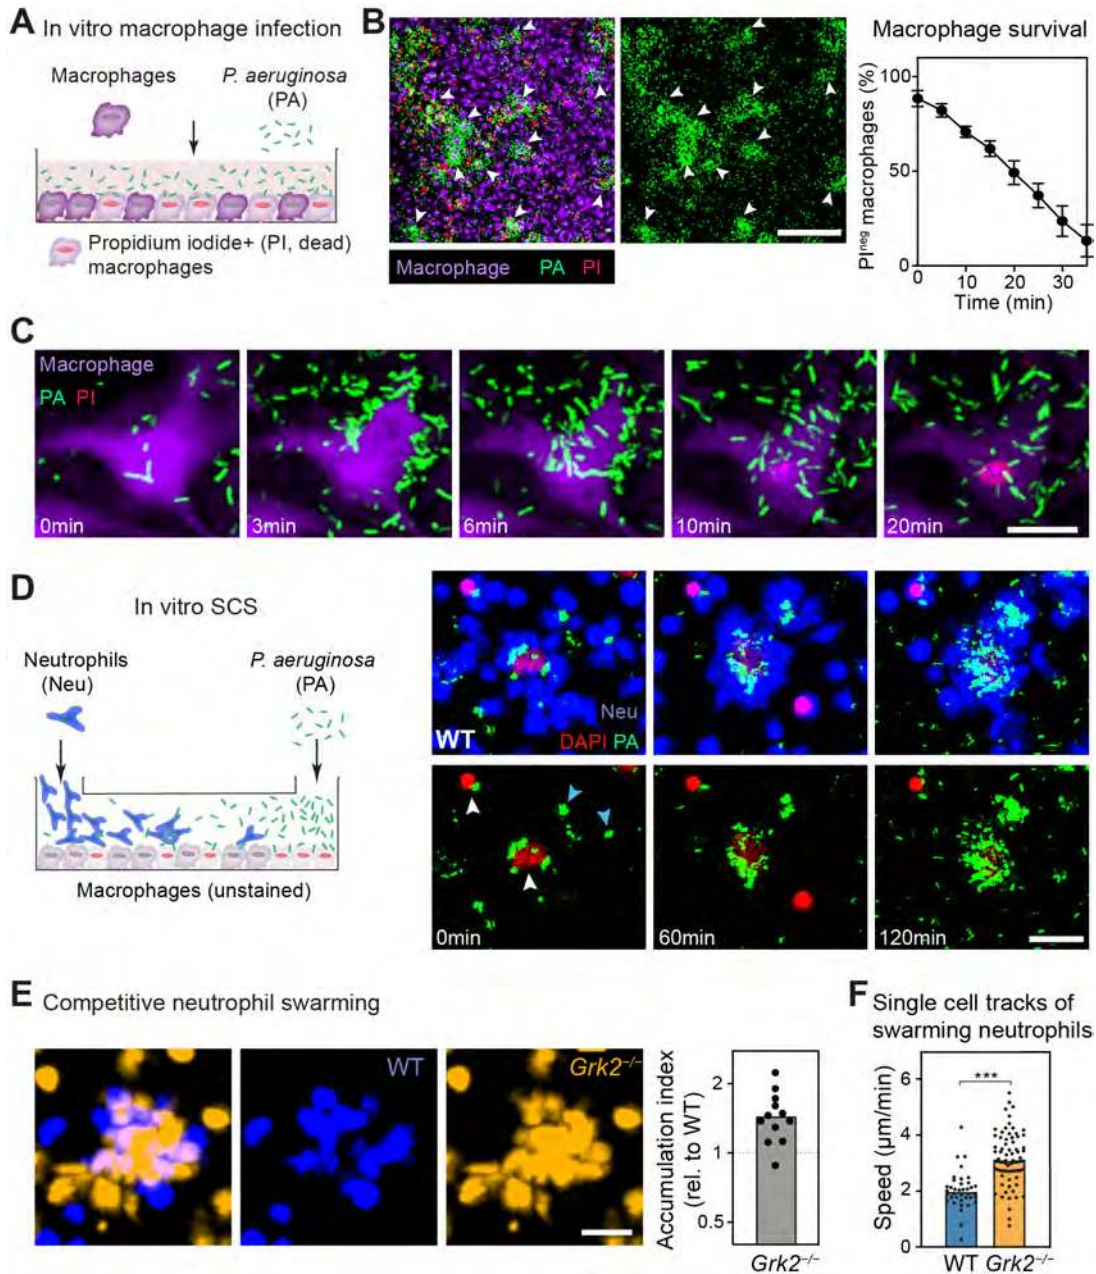 A In vitro macrophage infection
Macrophages
P. aeruginosa
(PA)
Propidium iodide+ (PI, dead)
macrophages
B
Macrophage PA PI
Macrophage survival
PIneg macrophages (%)
100
50
0
0 10 20 30
Time (min)
C
Macrophage
PA PI
0min
3min
6min
10min
20min
D
In vitro SCS
Neutrophils
(Neu)
P. aeruginosa
(PA)
Macrophages (unstained)
Neu
WT
DAPI PA
0min
60min
120min
E Competitive neutrophil swarming
WT
Grk2−/−
Accumulation index
(rel. to WT)
2
1
0.5
Grk2−/−
F Single cell tracks of
swarming neutrophils
Speed (µm/min)
6
4
2
0
***
WT Grk2−/−